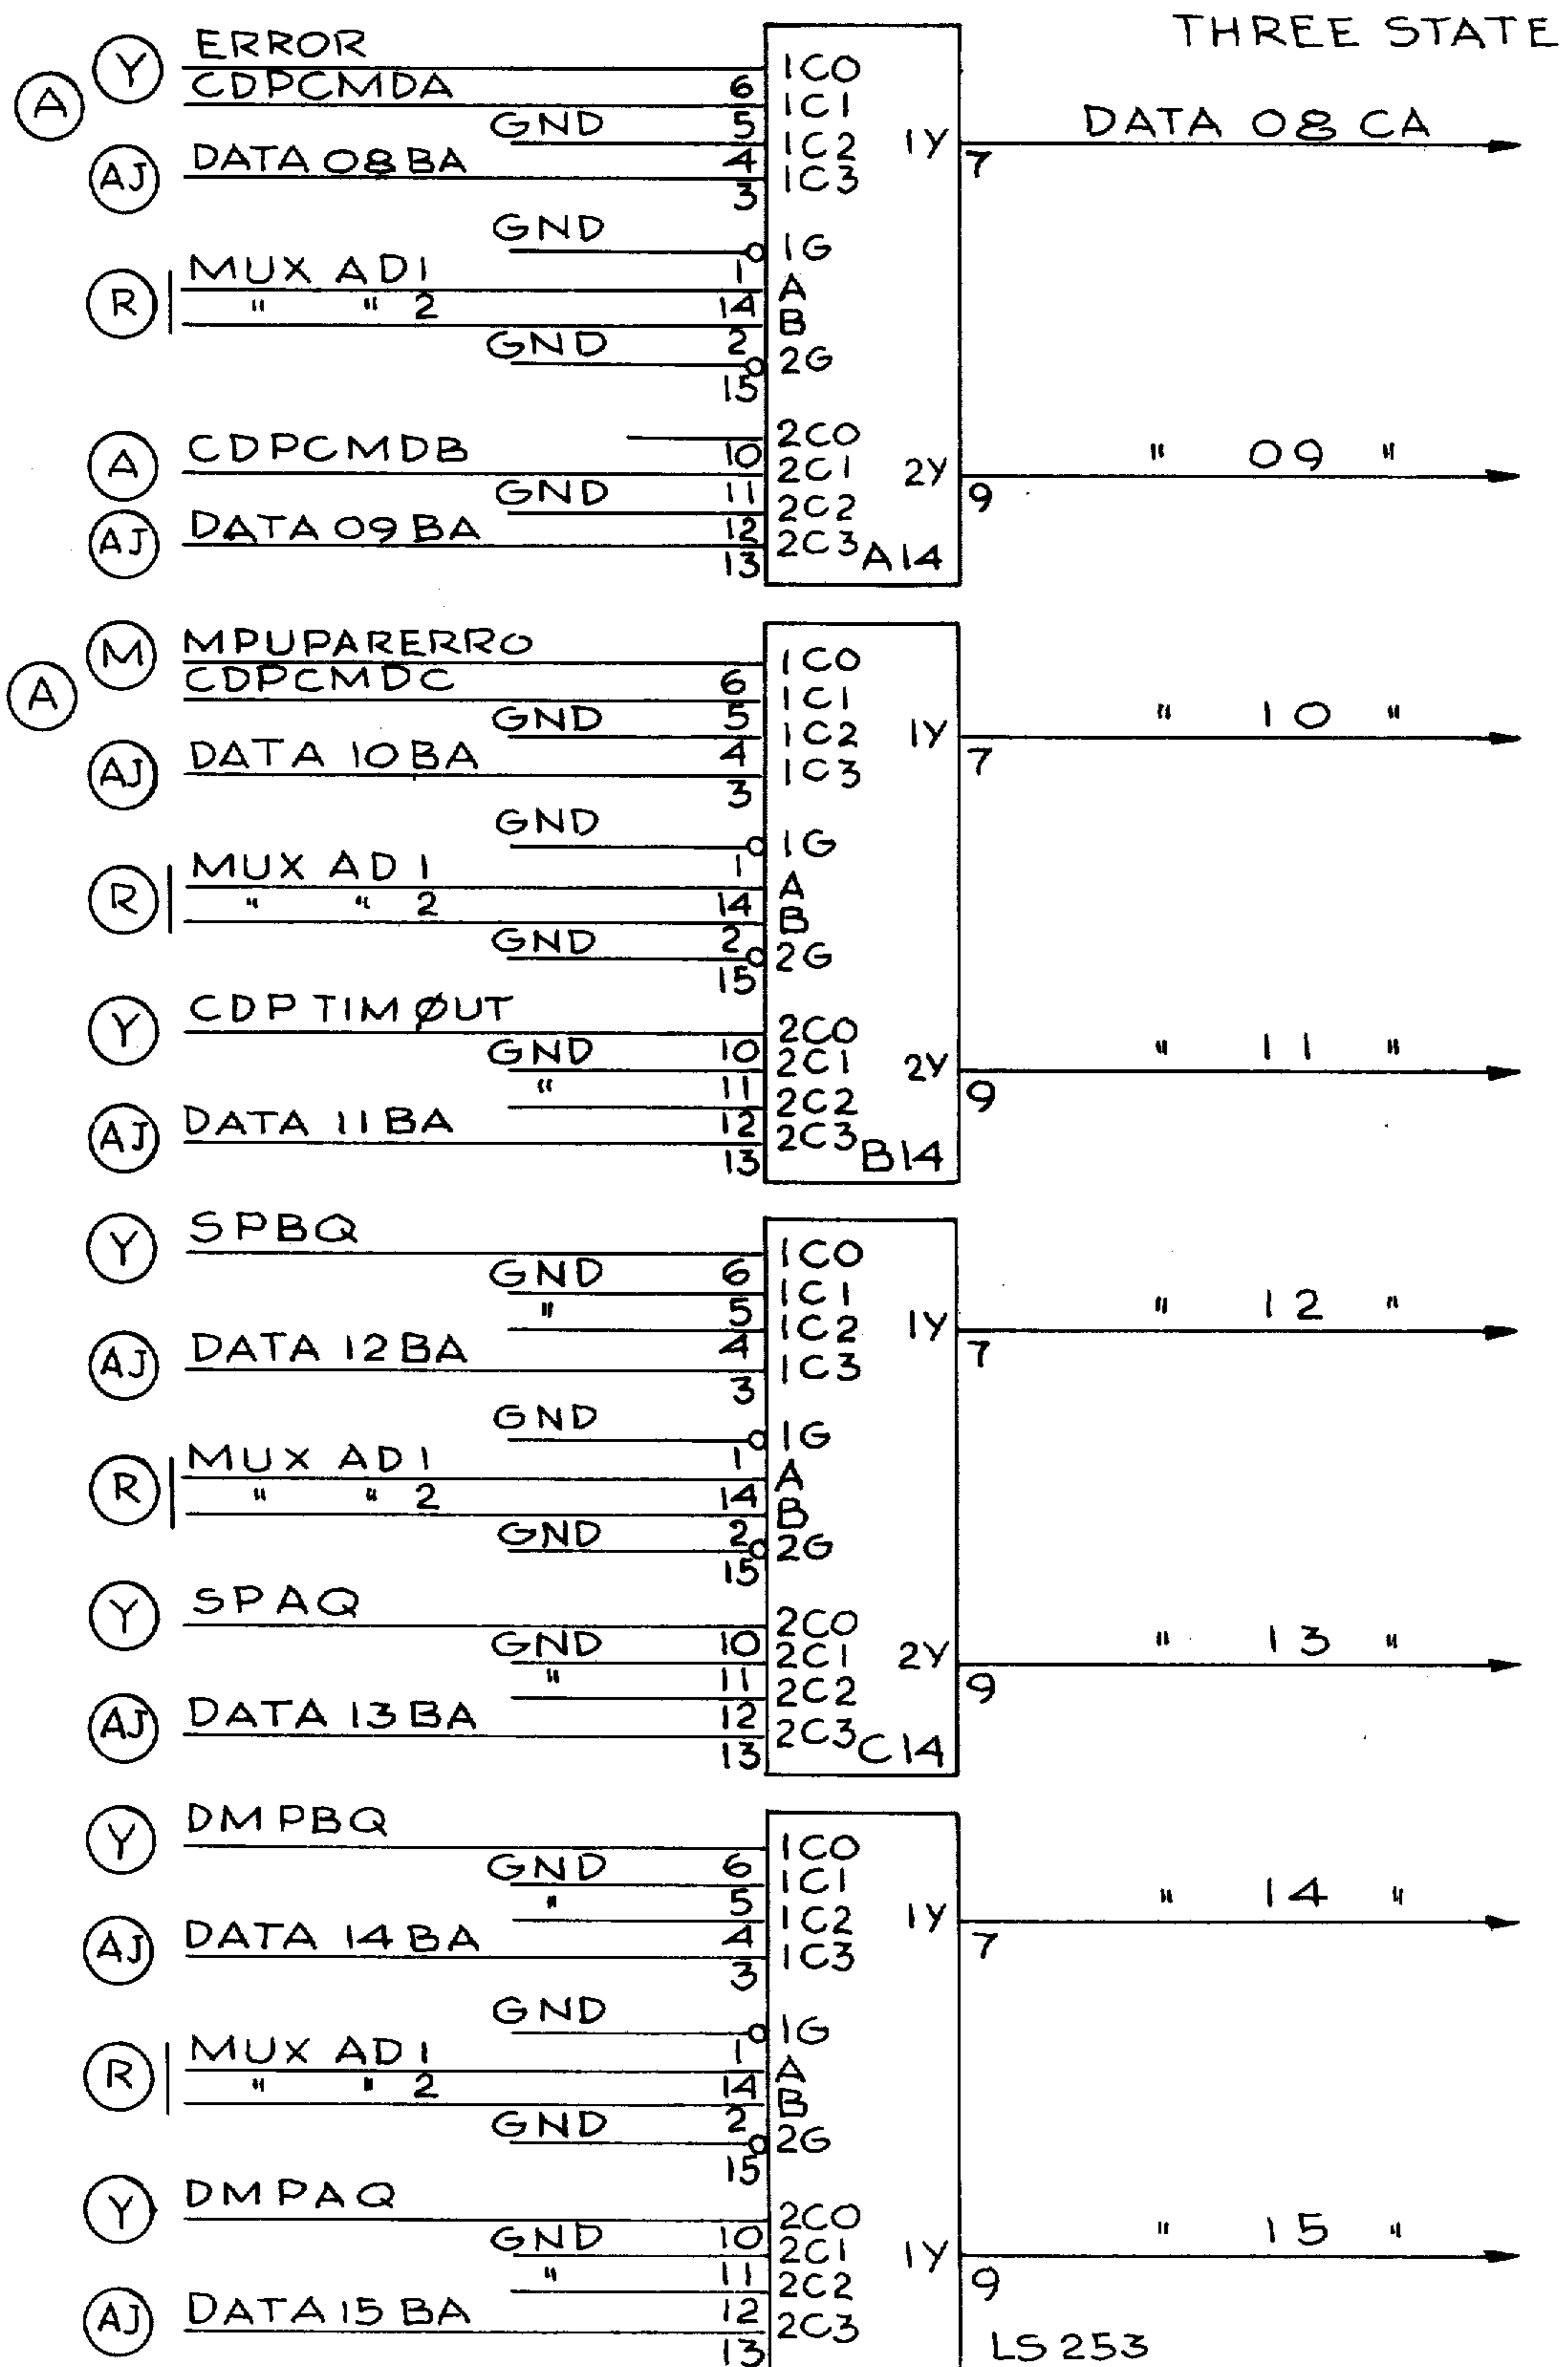 THREE STATE
Y ERROR 1C0
A CDPCMDA 6 1C1
GND 5 1C2 1Y 7 DATA 08 CA
AJ DATA 08 BA 4 1C3
3
GND 1G
R MUX AD1 1 A
" " 2 14 B
GND 2 2G
15
2C0
A CDPCMDB 10 2C1 2Y 9 " 09 "
GND 11 2C2
AJ DATA 09 BA 12 2C3 A14
13
M MPUPARERRO 1C0
A CDPCMDC 6 1C1
GND 5 1C2 1Y 7 " 10 "
AJ DATA 10 BA 4 1C3
3
GND 1G
R MUX AD1 1 A
" " 2 14 B
GND 2 2G
15
Y CDP TIM ØUT 2C0
GND 10 2C1 2Y 9 " 11 "
" 11 2C2
AJ DATA 11 BA 12 2C3 B14
13
Y SPBQ 1C0
GND 6 1C1
" 5 1C2 1Y 7 " 12 "
AJ DATA 12 BA 4 1C3
3
GND 1G
R MUX AD1 1 A
" " 2 14 B
GND 2 2G
15
Y SPAQ 2C0
GND 10 2C1 2Y 9 " 13 "
" 11 2C2
AJ DATA 13 BA 12 2C3 C14
13
Y DMPBQ 1C0
GND 6 1C1
" 5 1C2 1Y 7 " 14 "
AJ DATA 14 BA 4 1C3
3
GND 1G
R MUX AD1 1 A
" " 2 14 B
GND 2 2G
15
Y DMPAQ 2C0
GND 10 2C1 1Y 9 " 15 "
" 11 2C2
AJ DATA 15 BA 12 2C3
13 LS253